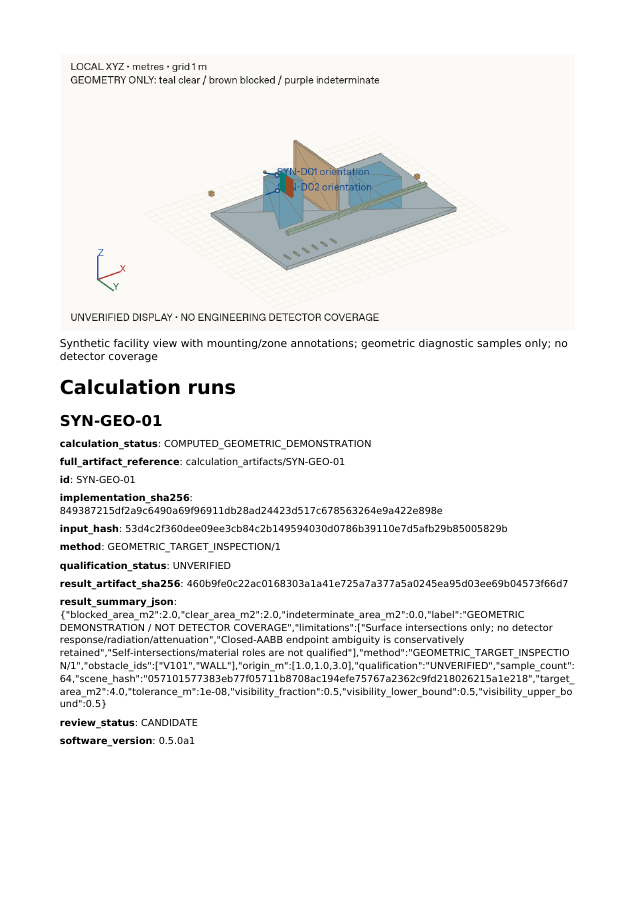 LOCAL XYZ • metres • grid 1 m
GEOMETRY ONLY: teal clear / brown blocked / purple indeterminate
SYN-D01 orientation
SYN-D02 orientation
Z
X
Y
UNVERIFIED DISPLAY • NO ENGINEERING DETECTOR COVERAGE
Synthetic facility view with mounting/zone annotations; geometric diagnostic samples only; no
detector coverage
Calculation runs
SYN-GEO-01
calculation_status: COMPUTED_GEOMETRIC_DEMONSTRATION
full_artifact_reference: calculation_artifacts/SYN-GEO-01
id: SYN-GEO-01
implementation_sha256:
849387215df2a9c6490a69f96911db28ad24423d517c678563264e9a422e898e
input_hash: 53d4c2f360dee09ee3cb84c2b149594030d0786b39110e7d5afb29b85005829b
method: GEOMETRIC_TARGET_INSPECTION/1
qualification_status: UNVERIFIED
result_artifact_sha256: 460b9fe0c22ac0168303a1a41e725a7a377a5a0245ea95d03ee69b04573f66d7
result_summary_json:
{"blocked_area_m2":2.0,"clear_area_m2":2.0,"indeterminate_area_m2":0.0,"label":"GEOMETRIC
DEMONSTRATION / NOT DETECTOR COVERAGE","limitations":["Surface intersections only; no detector
response/radiation/attenuation","Closed-AABB endpoint ambiguity is conservatively
retained","Self-intersections/material roles are not qualified"],"method":"GEOMETRIC_TARGET_INSPECTIO
N/1","obstacle_ids":["V101","WALL"],"origin_m":[1.0,1.0,3.0],"qualification":"UNVERIFIED","sample_count":
64,"scene_hash":"057101577383eb77f05711b8708ac194efe75767a2362c9fd218026215a1e218","target_
area_m2":4.0,"tolerance_m":1e-08,"visibility_fraction":0.5,"visibility_lower_bound":0.5,"visibility_upper_bo
und":0.5}
review_status: CANDIDATE
software_version: 0.5.0a1